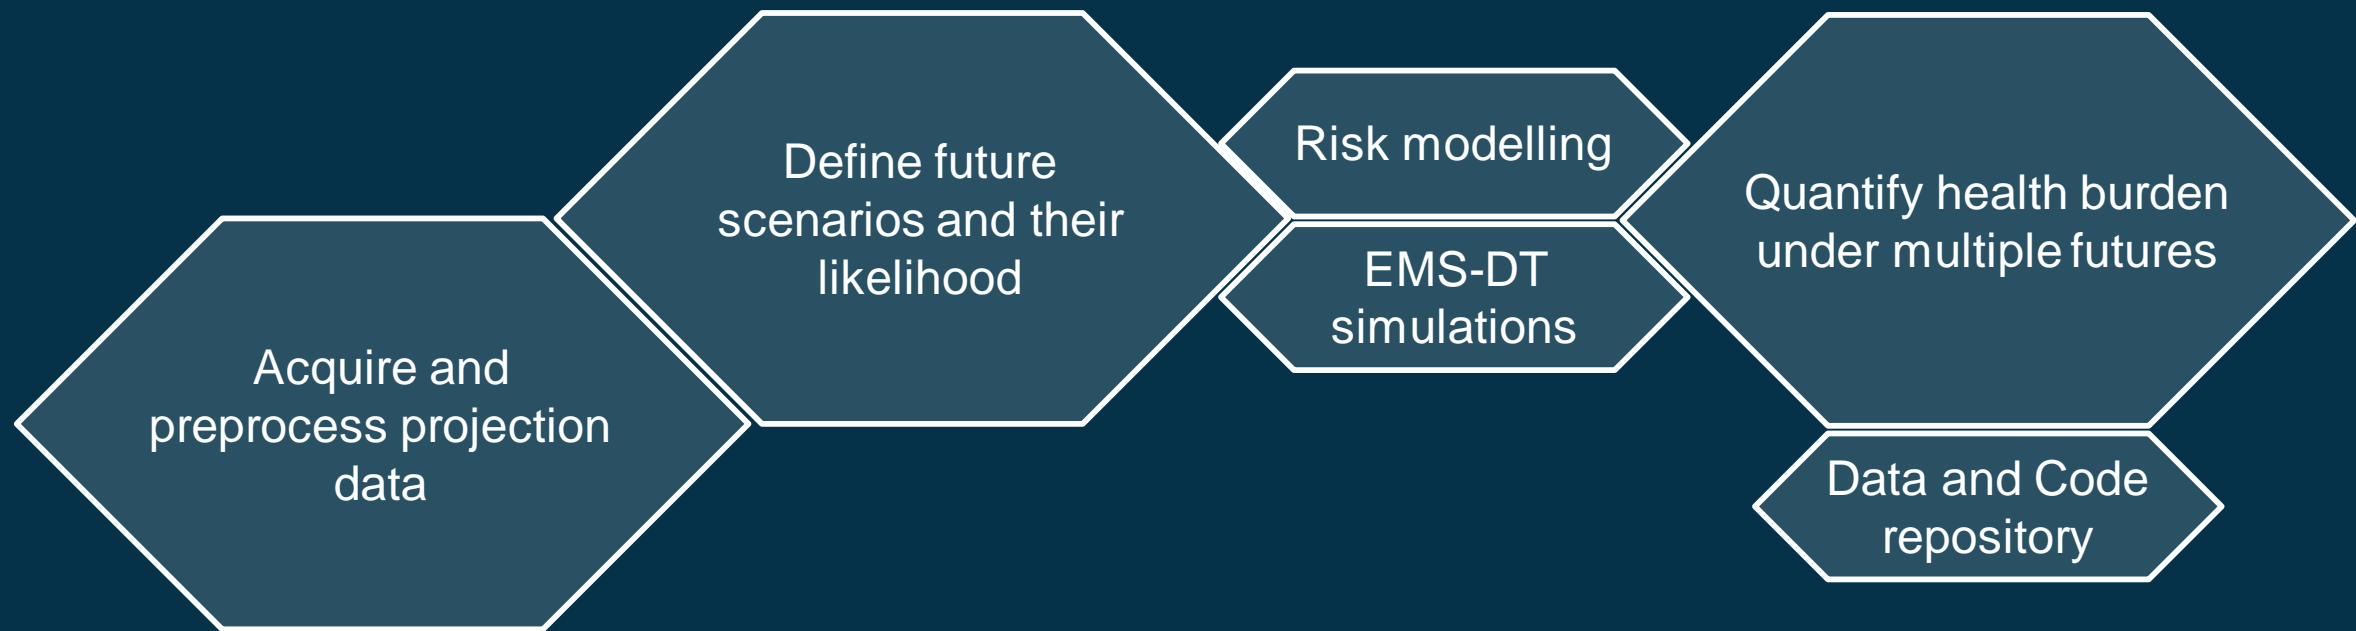 Acquire and
preprocess projection
data
Define future
scenarios and their
likelihood
Risk modelling
EMS-DT
simulations
Quantify health burden
under multiple futures
Data and Code
repository